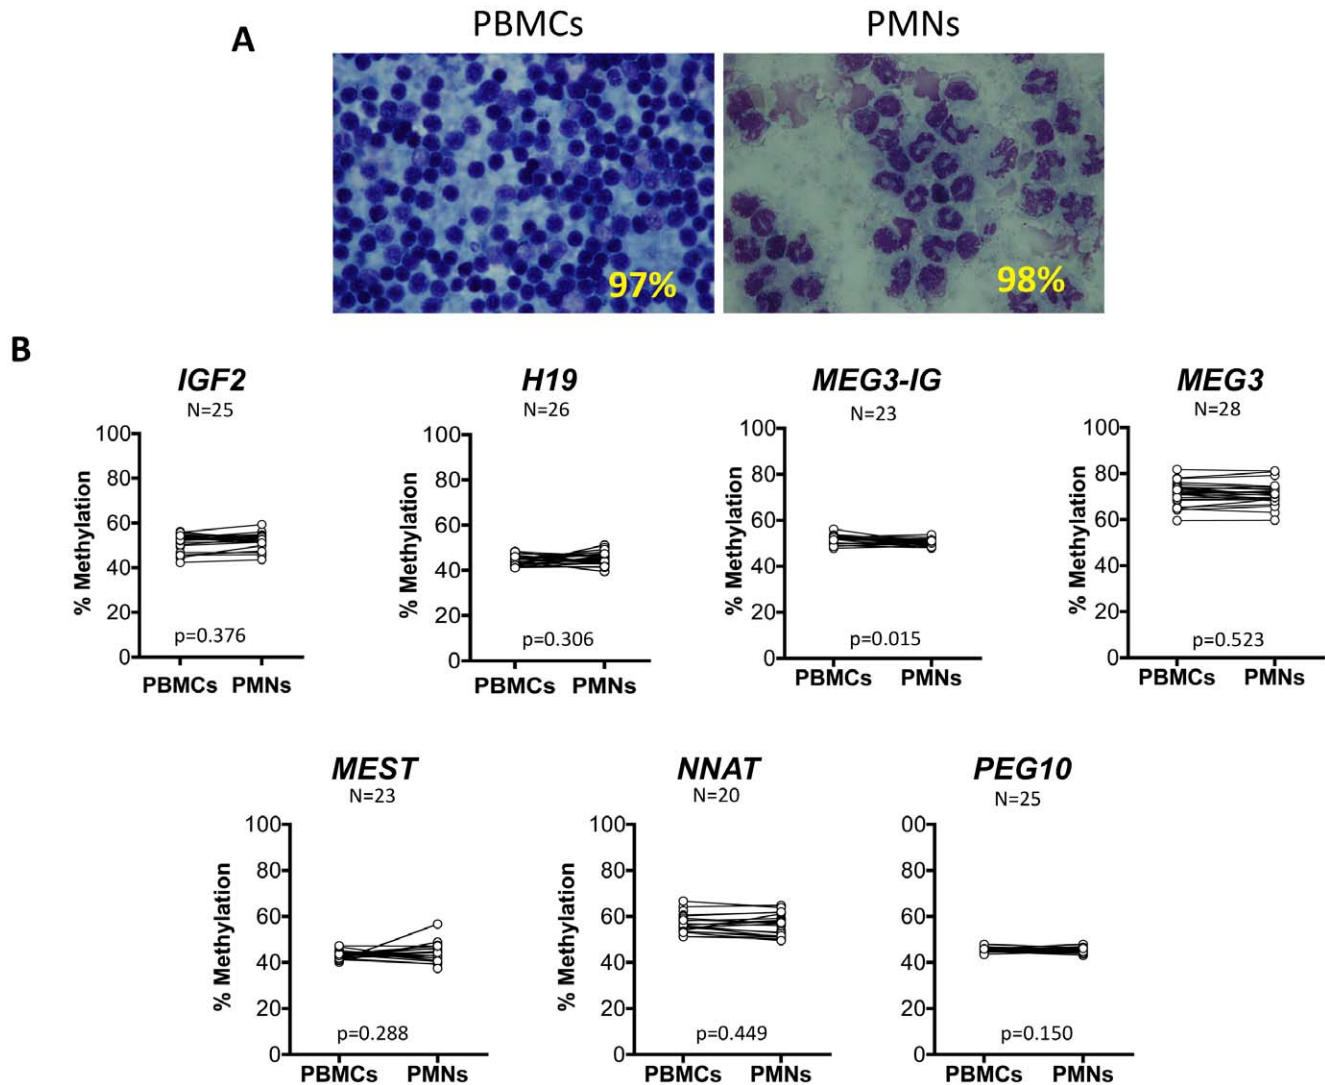 A
PBMCs
PMNs
97%
98%
B
IGF2
N=25
100
80
60
40
20
0
% Methylation
p=0.376
PBMCs PMNs
H19
N=26
100
80
60
40
20
0
% Methylation
p=0.306
PBMCs PMNs
MEG3-IG
N=23
100
80
60
40
20
0
% Methylation
p=0.015
PBMCs PMNs
MEG3
N=28
100
80
60
40
20
0
% Methylation
p=0.523
PBMCs PMNs
MEST
N=23
100
80
60
40
20
0
% Methylation
p=0.288
PBMCs PMNs
NNAT
N=20
100
80
60
40
20
0
% Methylation
p=0.449
PBMCs PMNs
PEG10
N=25
00
80
60
40
20
0
% Methylation
p=0.150
PBMCs PMNs